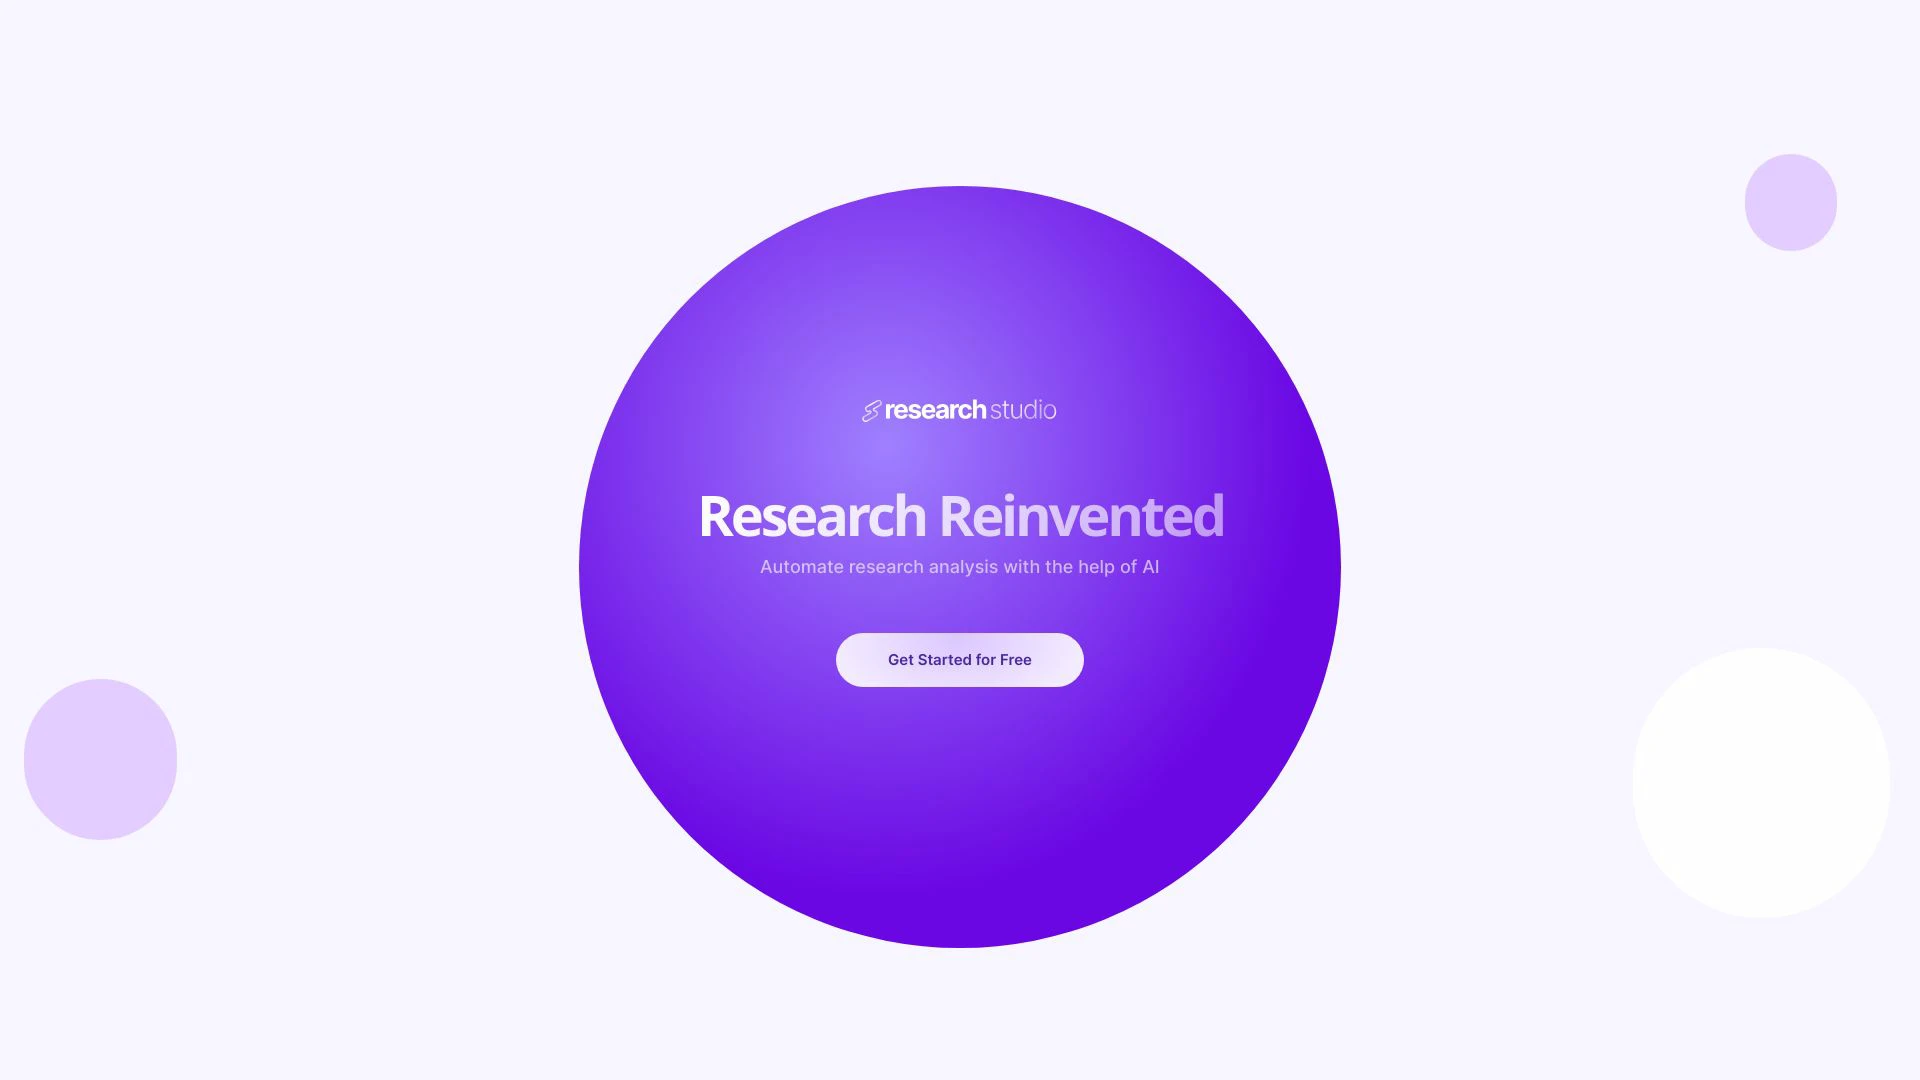 research studio
Research Reinvented
Automate research analysis with the help of AI
Get Started for Free